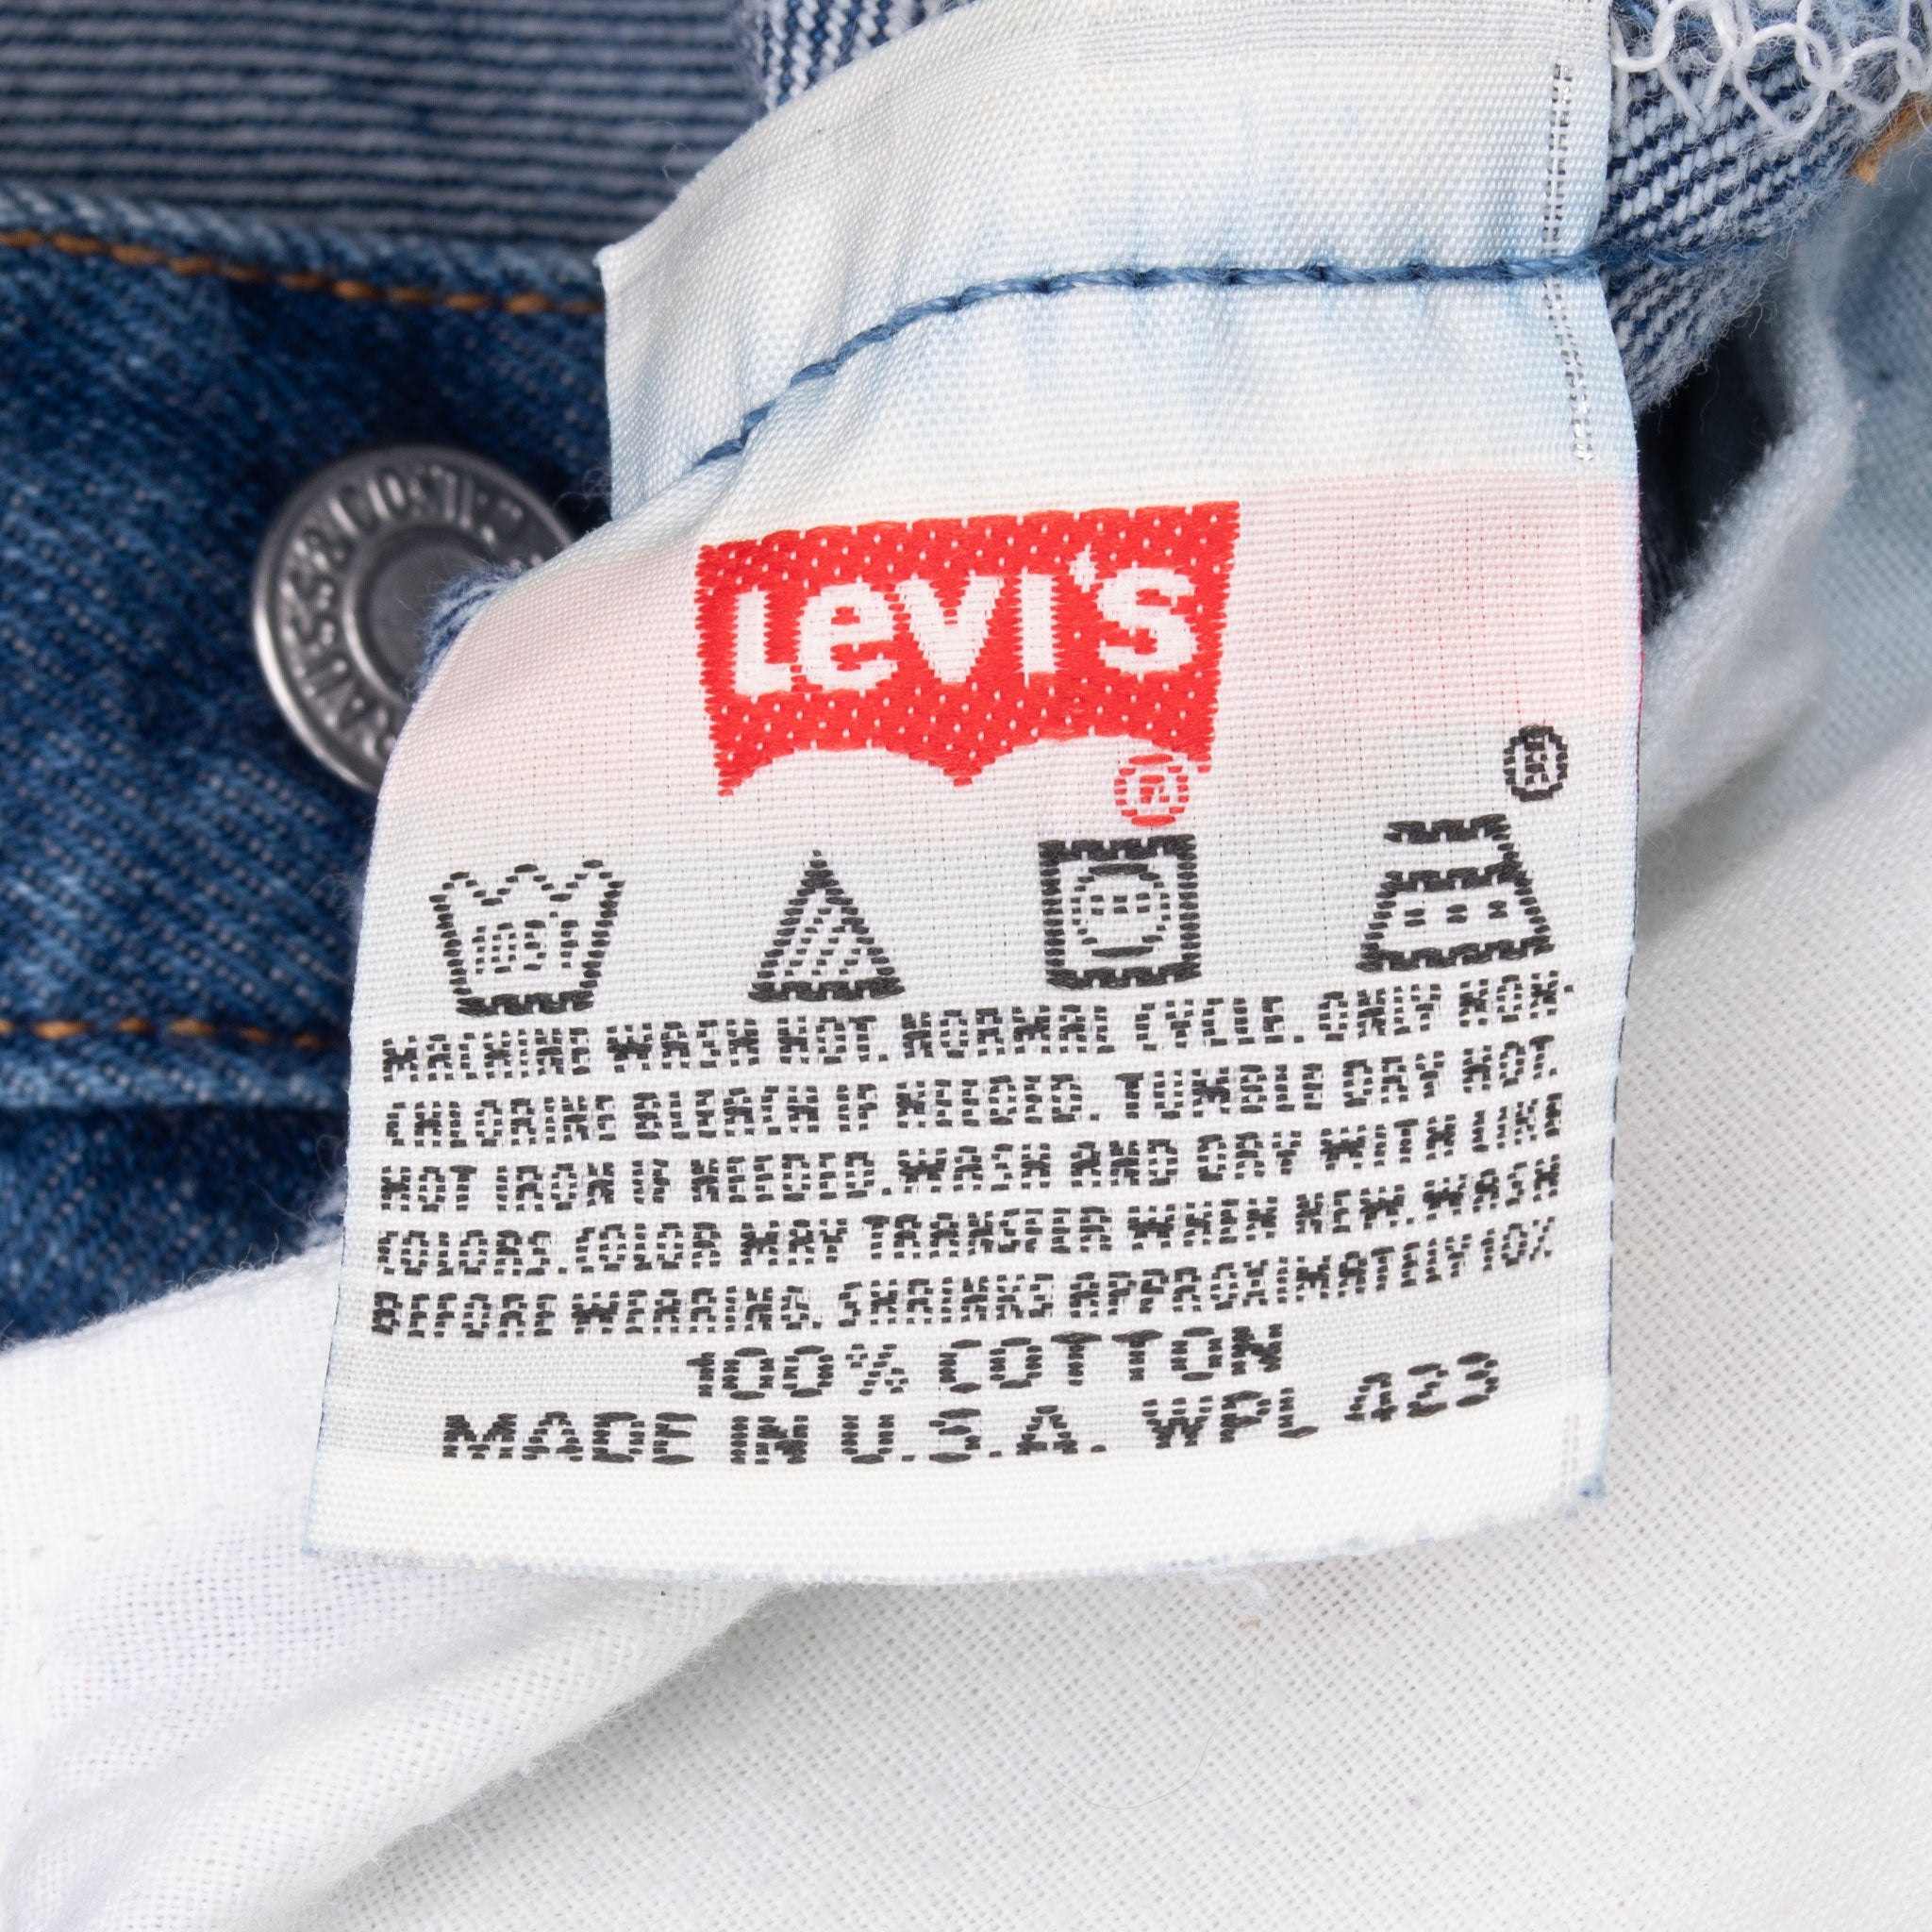 LEVI'S
®
®
105°F
MACHINE WASH HOT. NORMAL CYCLE. ONLY NON-
CHLORINE BLEACH IF NEEDED. TUMBLE DRY HOT.
HOT IRON IF NEEDED. WASH AND DRY WITH LIKE
COLORS. COLOR MAY TRANSFER WHEN NEW. WASH
BEFORE WEARING. SHRINKS APPROXIMATELY 10%
100% COTTON
MADE IN U.S.A. WPL 423